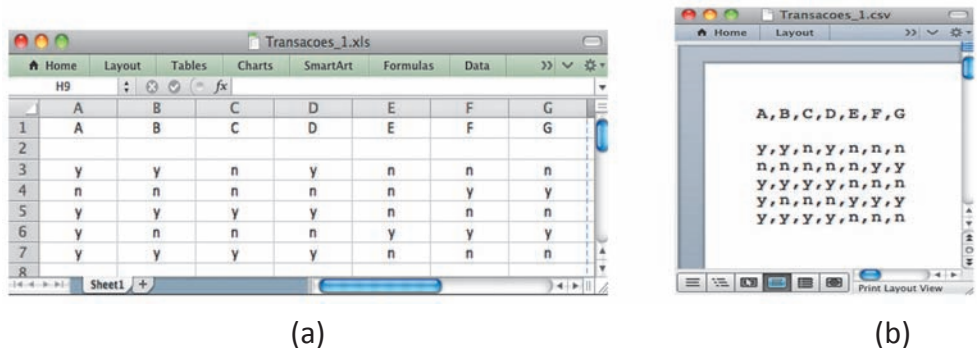 Transacoes_1.xls
Home Layout Tables Charts SmartArt Formulas Data >>
H9 fx
A B C D E F G
1 A B C D E F G
2
3 y y n y n n n
4 n n n n n y y
5 y y y y n n n
6 y n n n y y y
7 y y y y n n n
8
Sheet1 +
(a)
Transacoes_1.csv
Home Layout >>
A,B,C,D,E,F,G
y,y,n,y,n,n,n
n,n,n,n,n,y,y
y,y,y,y,n,n,n
y,n,n,n,y,y,y
y,y,y,y,n,n,n
Print Layout View
(b)